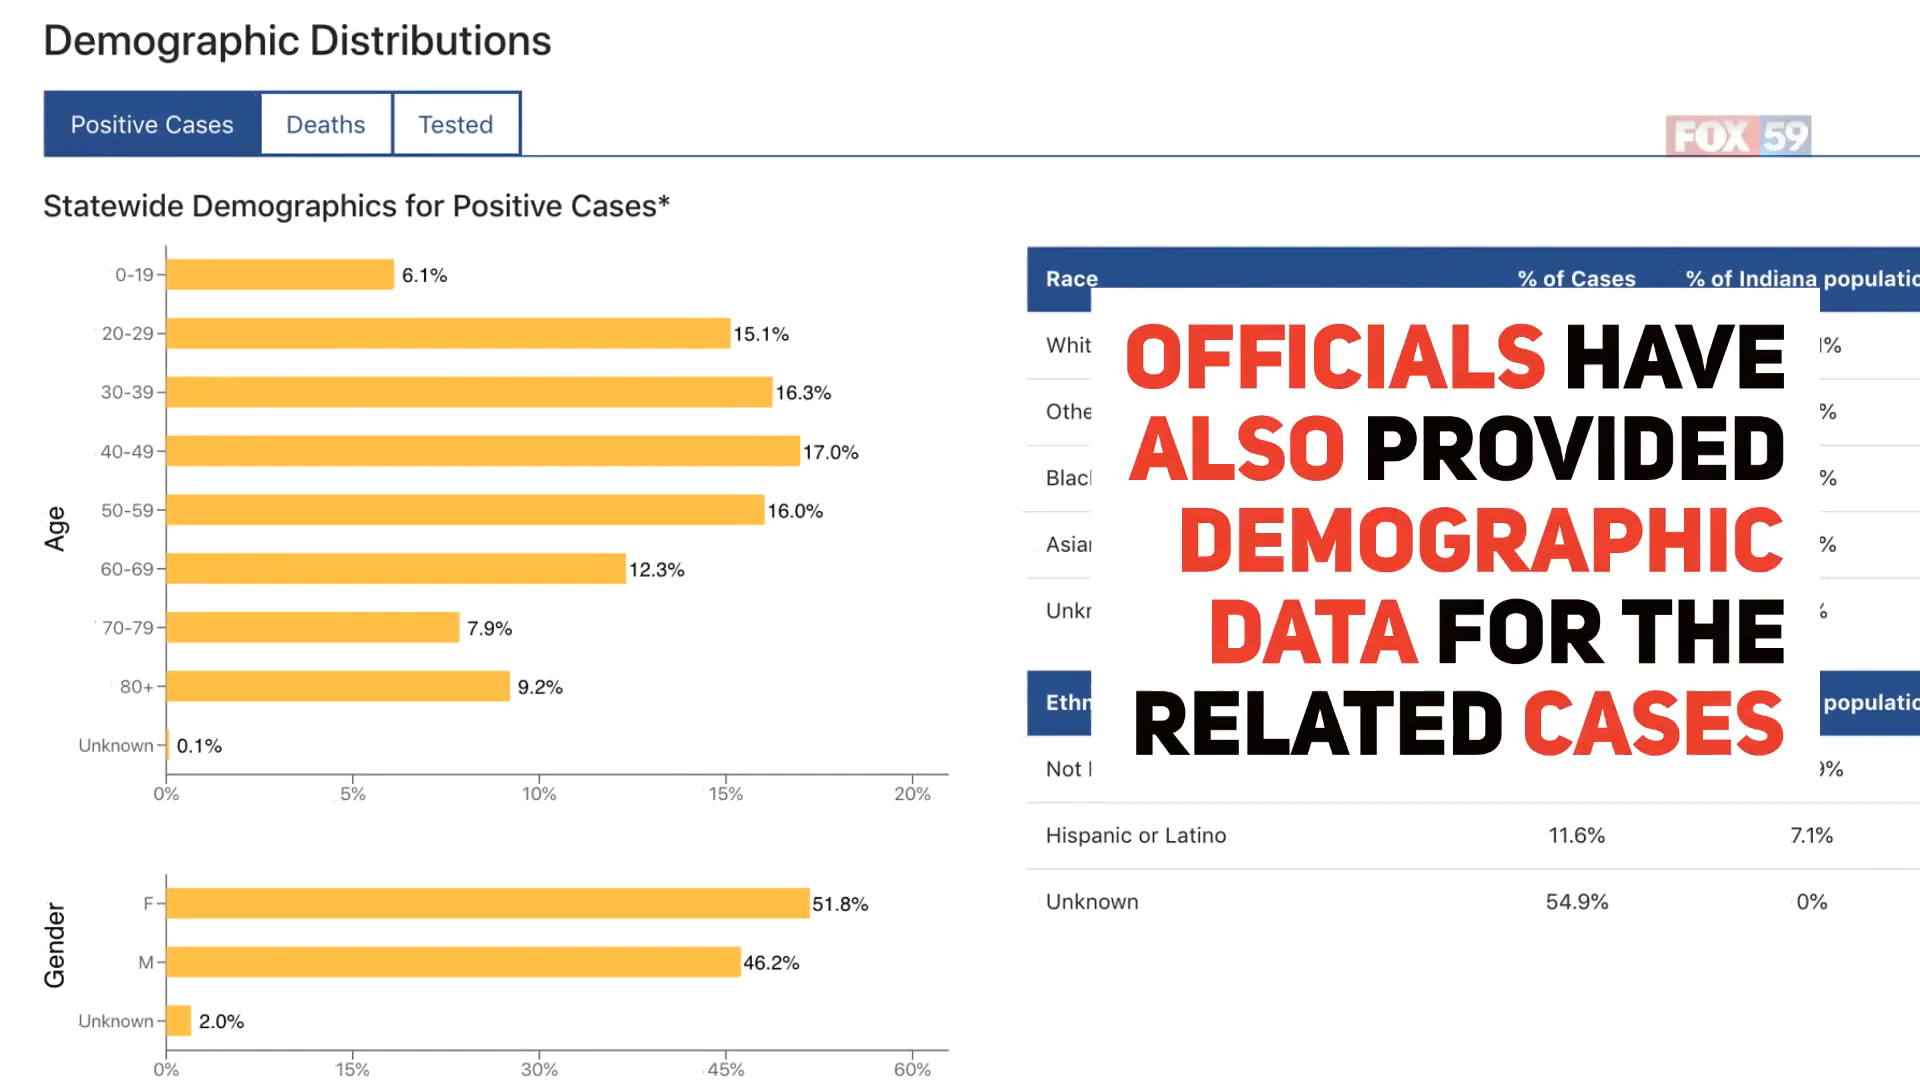 Demographic Distributions
Positive Cases Deaths Tested
FOX 59
Statewide Demographics for Positive Cases*
Age
0-19 6.1%
20-29 15.1%
30-39 16.3%
40-49 17.0%
50-59 16.0%
60-69 12.3%
70-79 7.9%
80+ 9.2%
Unknown 0.1%
0% 5% 10% 15% 20%
Gender
F 51.8%
M 46.2%
Unknown 2.0%
0% 15% 30% 45% 60%
Race % of Cases % of Indiana
OFFICIALS HAVE
ALSO PROVIDED
DEMOGRAPHIC
DATA FOR THE
RELATED CASES
Not
Hispanic or Latino 11.6% 7.1%
Unknown 54.9% 0%